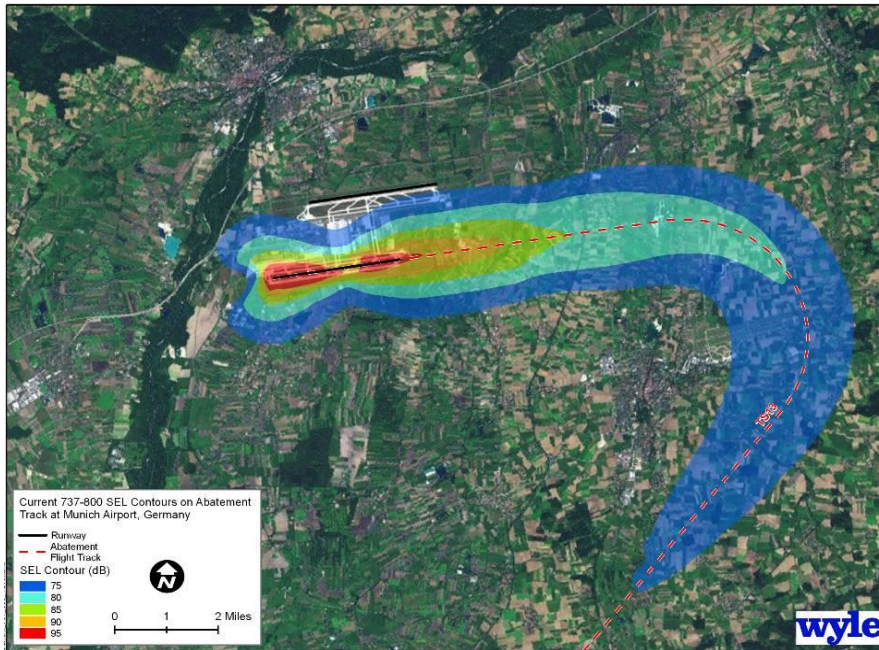 TST3
Current 737-800 SEL Contours on Abatement
Track at Munich Airport, Germany
Runway
Abatement
Flight Track
SEL Contour (dB)
75
80
85
90
95
N
0 1 2 Miles
wyle